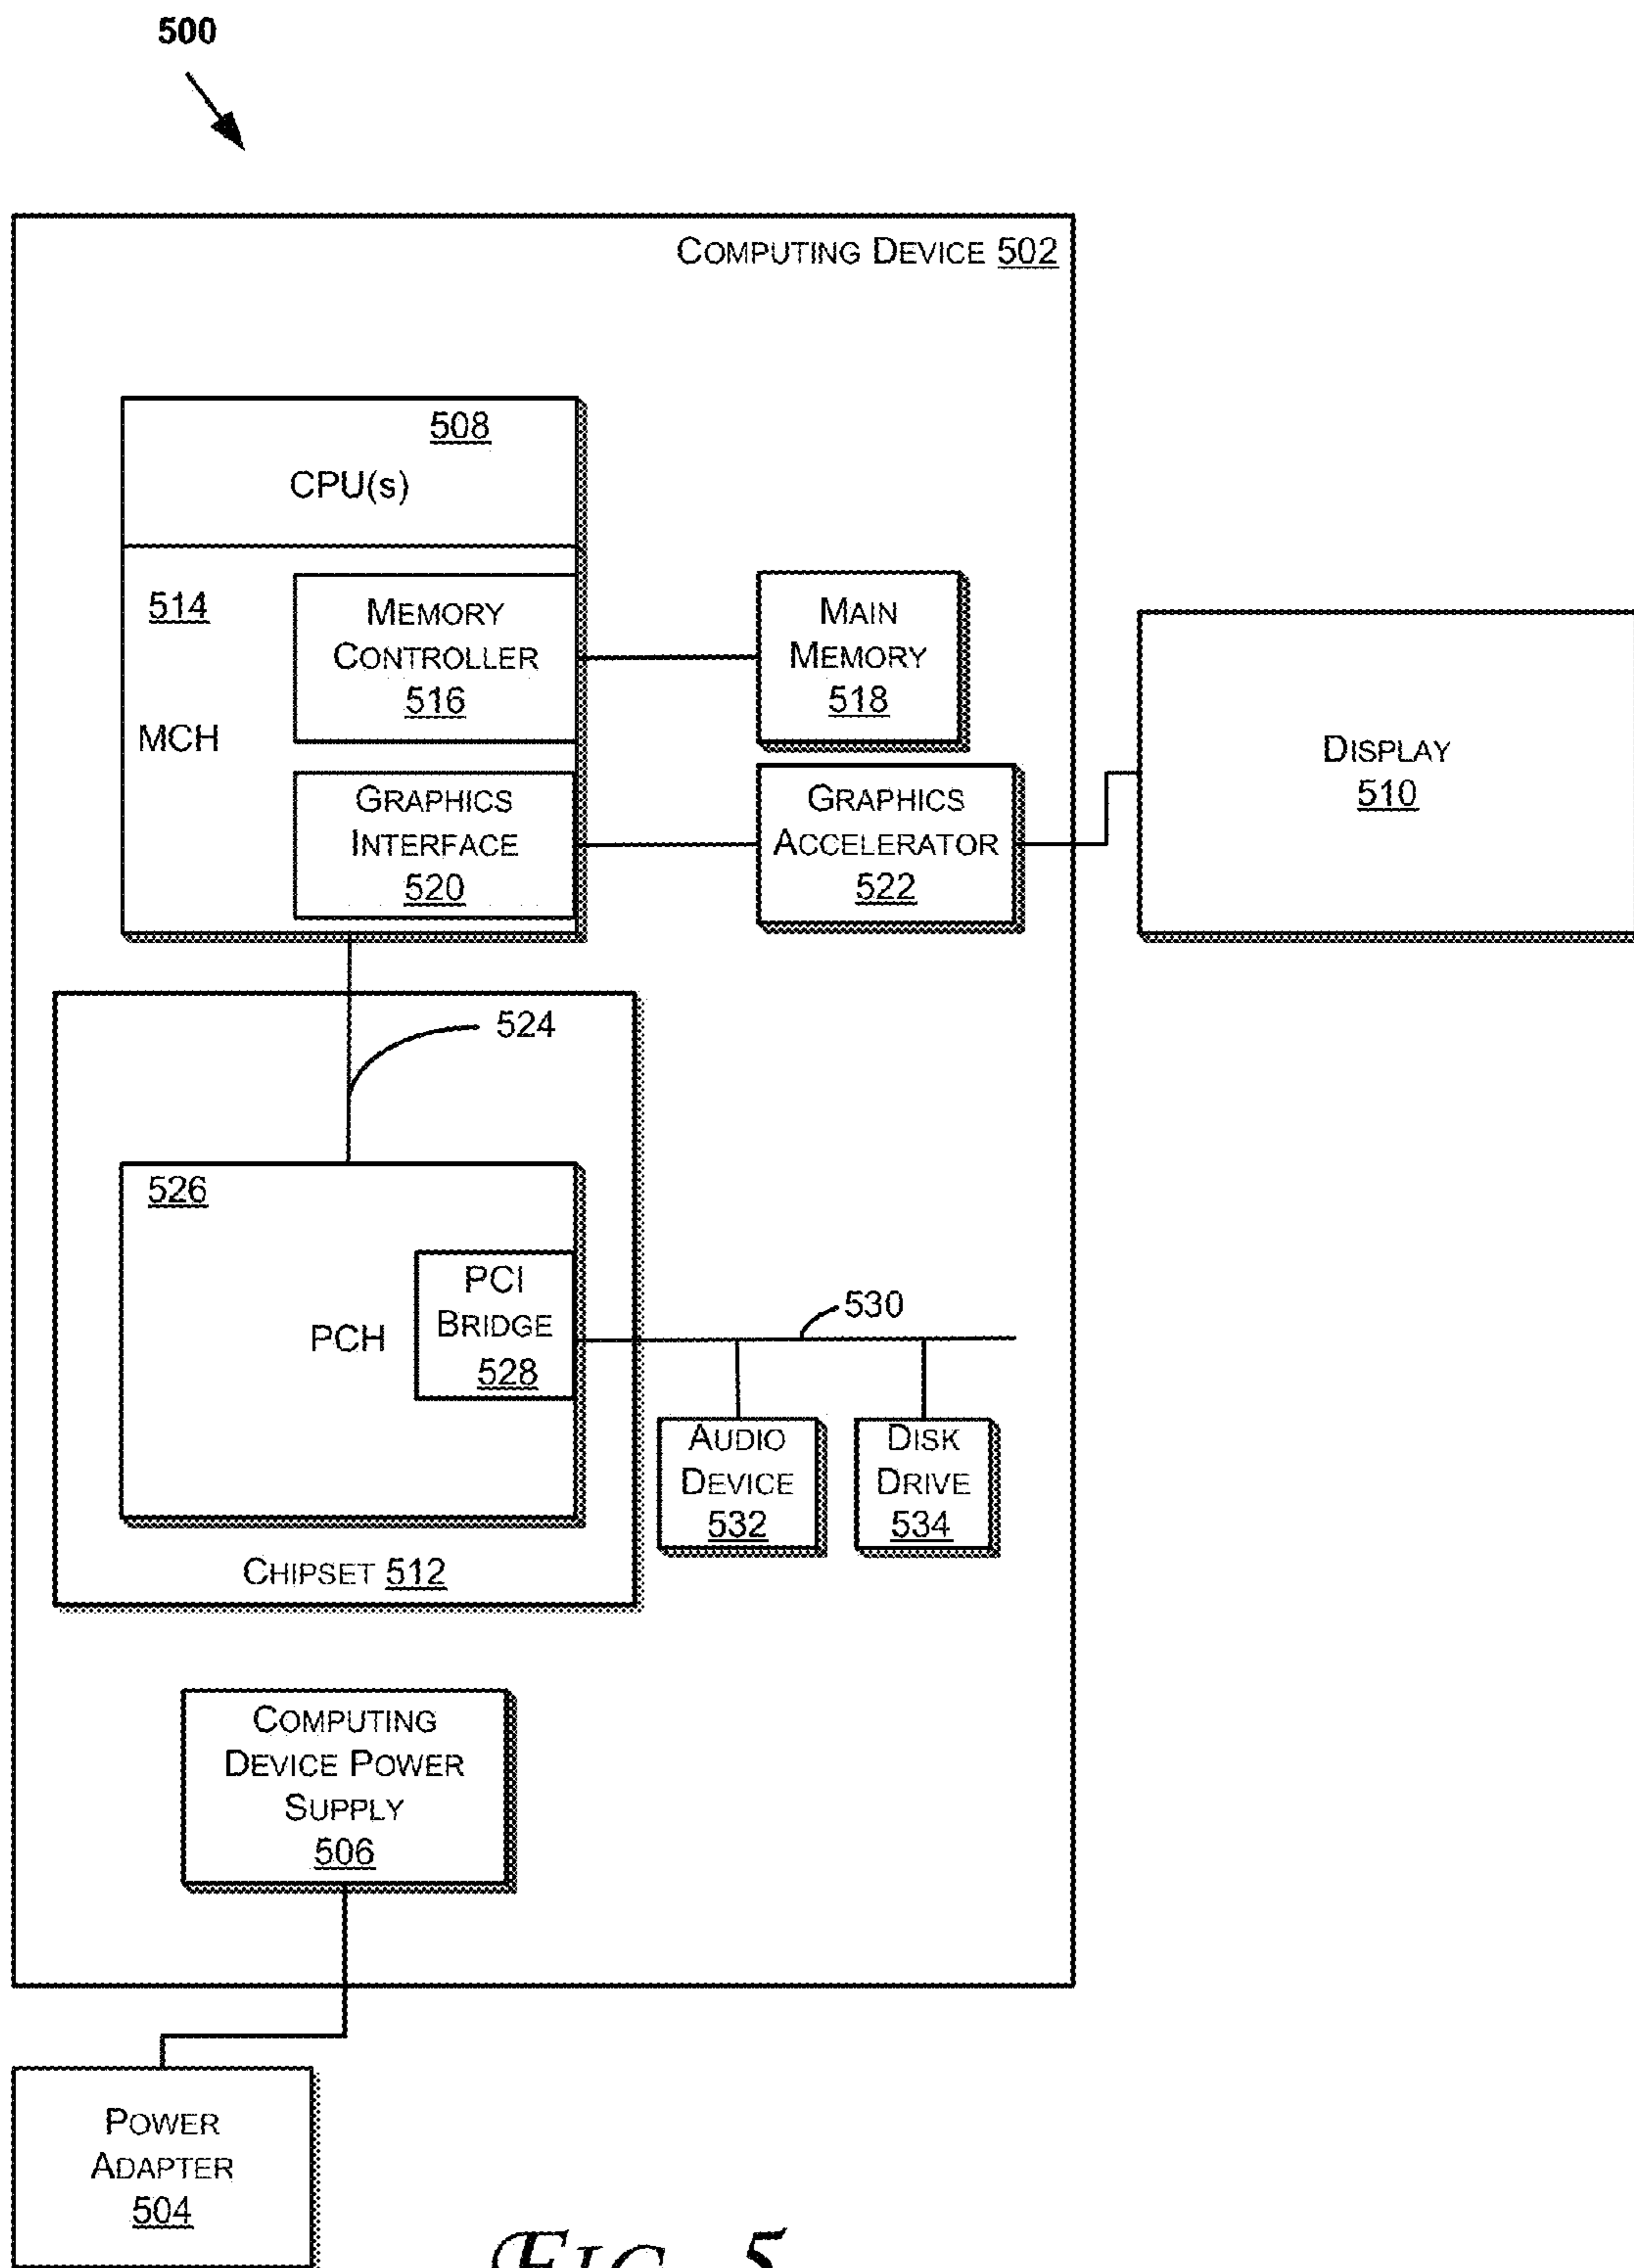 500
COMPUTING DEVICE 502
508
CPU(s)
514
MCH
MEMORY
CONTROLLER
516
GRAPHICS
INTERFACE
520
MAIN
MEMORY
518
GRAPHICS
ACCELERATOR
522
DISPLAY
510
524
526
PCH
PCI
BRIDGE
528
530
AUDIO
DEVICE
532
DISK
DRIVE
534
CHIPSET 512
COMPUTING
DEVICE POWER
SUPPLY
506
POWER
ADAPTER
504
FIG. 5